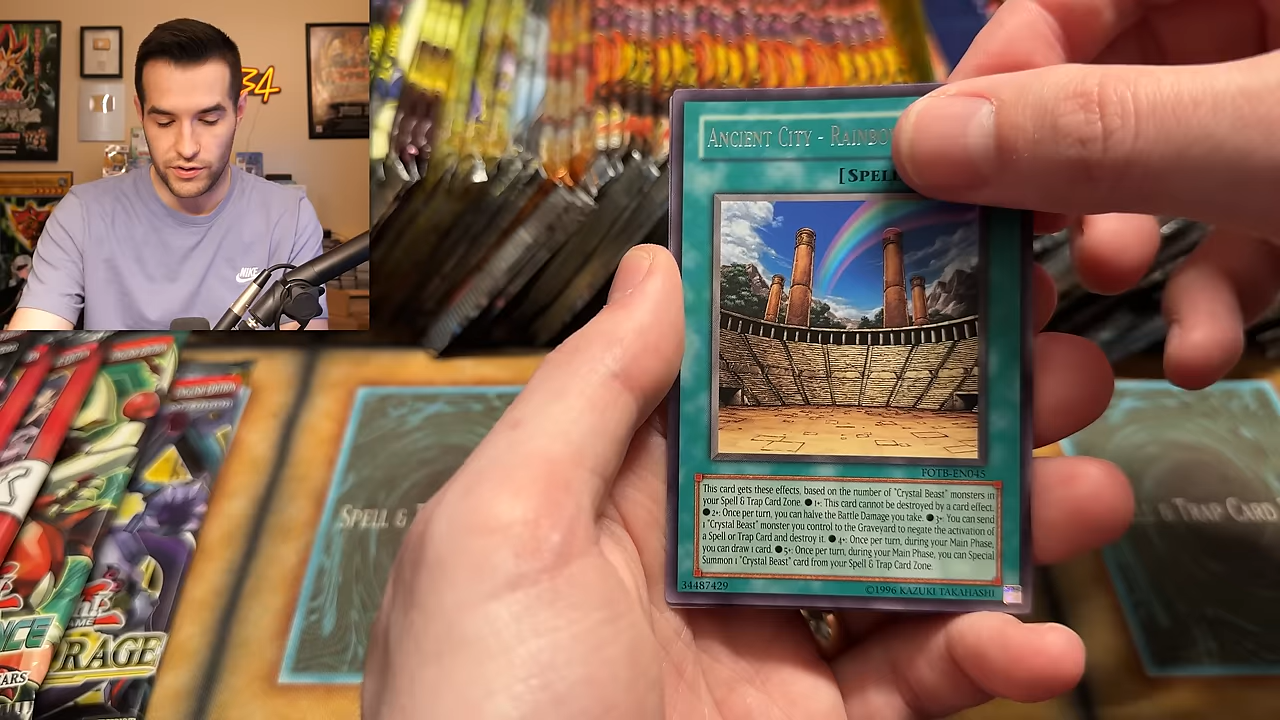 34
NIKE
ENGLISH EDITION
ENGLISH EDITION
RAGE
SPELL &
& TRAP CARD
ANCIENT CITY - RAINBO
[SPELL
FOTB-EN045
This card gets these effects, based on the number of "Crystal Beast" monsters in
your Spell & Trap Card Zone. ●1+: This card cannot be destroyed by a card effect.
●2+: Once per turn, you can halve the Battle Damage you take. ●3+: You can send
1 "Crystal Beast" monster you control to the Graveyard to negate the activation of
a Spell or Trap Card and destroy it. ●4+: Once per turn, during your Main Phase,
you can draw 1 card. ●5+: Once per turn, during your Main Phase, you can Special
Summon 1 "Crystal Beast" card from your Spell & Trap Card Zone.
34487429
©1996 KAZUKI TAKAHASHI